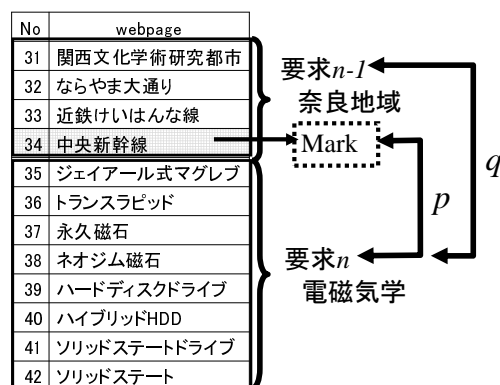 No webpage
31 関西文化学術研究都市
32 ならやま大通り
33 近鉄けいはんな線
34 中央新幹線
35 ジェイアール式マグレブ
36 トランスラピッド
37 永久磁石
38 ネオジム磁石
39 ハードディスクドライブ
40 ハイブリッドHDD
41 ソリッドステートドライブ
42 ソリッドステート
要求n-1
奈良地域
Mark
p
q
要求n
電磁気学